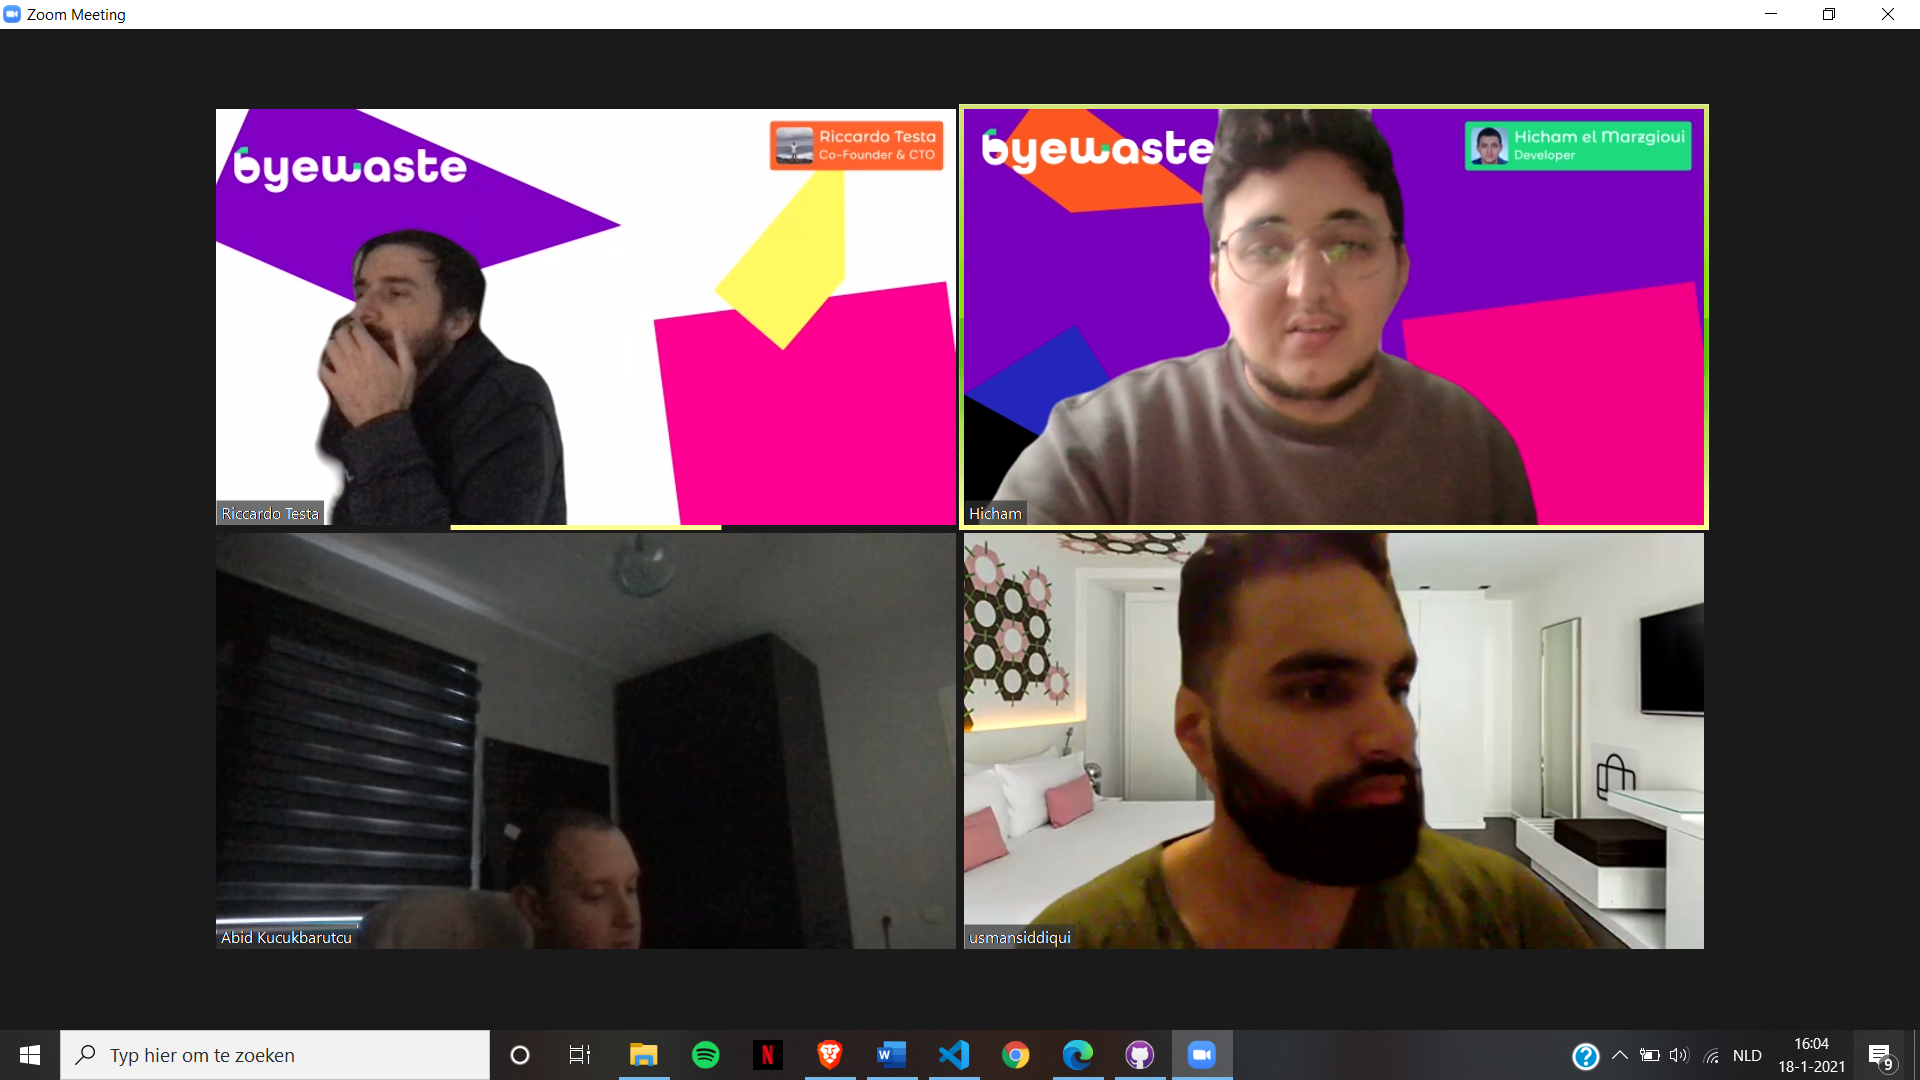 Zoom Meeting
byewaste
Riccardo Testa
Co-Founder & CTO
Riccardo Testa
byewaste
Hicham el Marzgioui
Developer
Hicham
Abid Kucukbarutcu
usmansiddiqui
Typ hier om te zoeken
N
W
?
NLD
16:04
18-1-2021
9